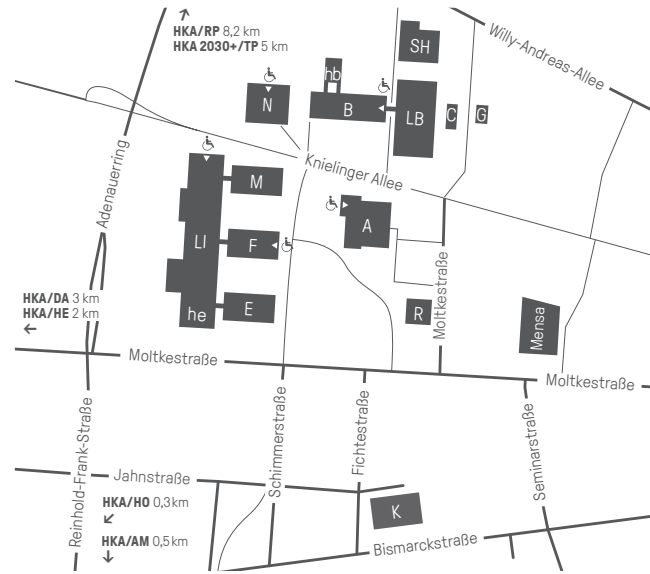 HKA/RP 8,2 km
HKA 2030+/TP 5 km
Willy-Andreas-Allee
SH
hb
N
B
LB
C
G
Knielinger Allee
Adenauerring
M
A
LI
F
HKA/DA 3 km
HKA/HE 2 km
he
E
R
Moltkestraße
Mensa
Moltkestraße
Moltkestraße
Reinhold-Frank-Straße
Schimmerstraße
Fichtestraße
Seminarstraße
Jahnstraße
HKA/HO 0,3 km
K
HKA/AM 0,5 km
Bismarckstraße